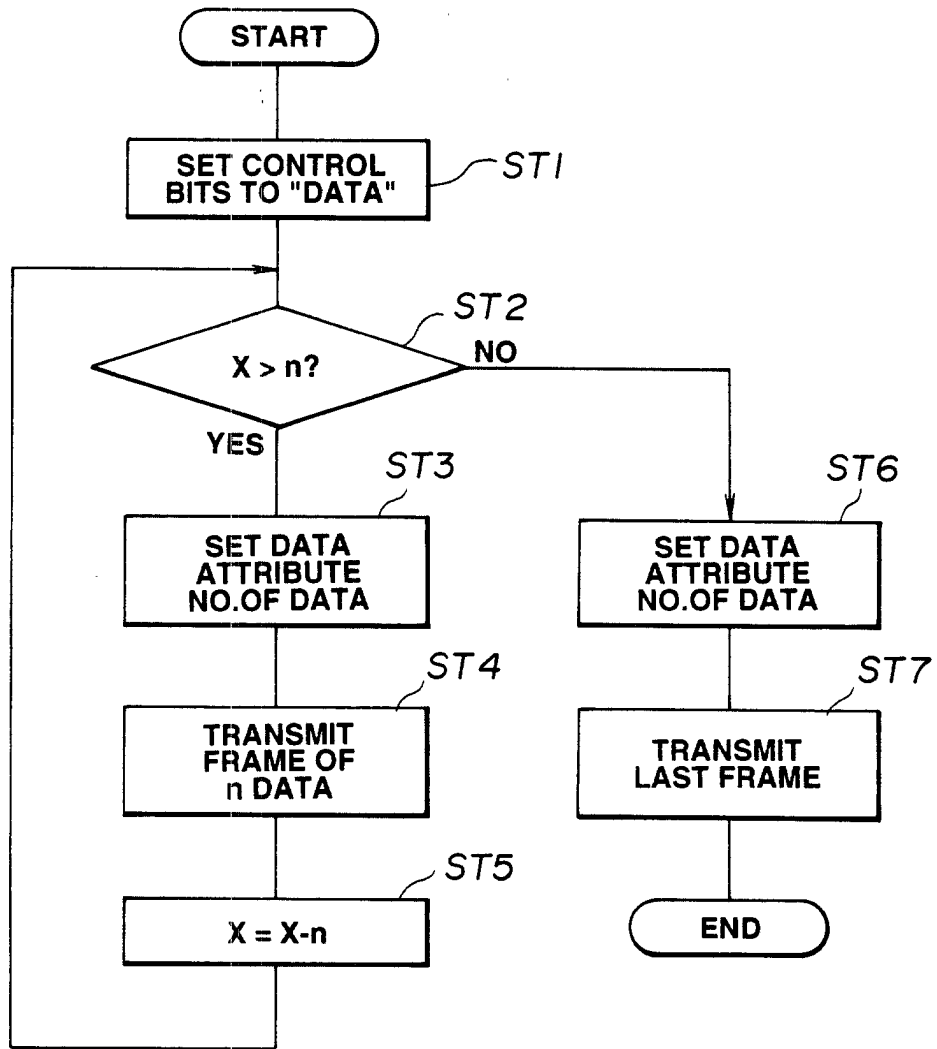 START
SET CONTROL
BITS TO "DATA"
ST1
ST2
X > n?
NO
YES
ST3
SET DATA
ATTRIBUTE
NO.OF DATA
ST4
TRANSMIT
FRAME OF
n DATA
ST5
X = X-n
ST6
SET DATA
ATTRIBUTE
NO.OF DATA
ST7
TRANSMIT
LAST FRAME
END